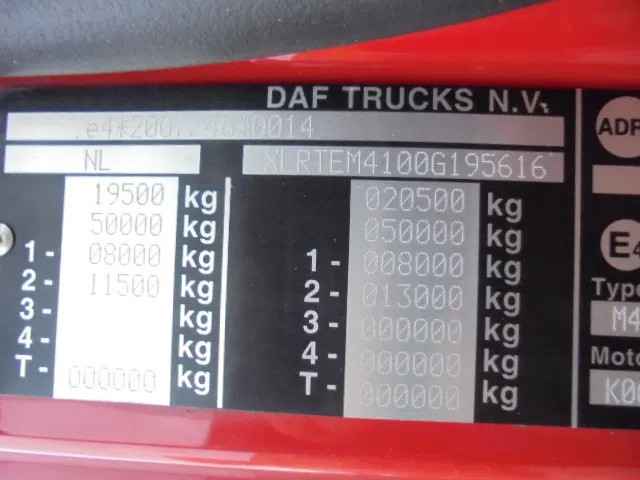 DAF TRUCKS N.V.
ADR
NL XLRTEM4100G195616
19500 kg 020500 kg
50000 kg 050000 kg
1- 08000 kg 1- 008000 kg
2- 11500 kg 2- 013000 kg
3- kg 3- 000000 kg
4- kg 4- 000000 kg
T- 000000 kg T- 000000 kg
E4
Type
M4
Moto
K00